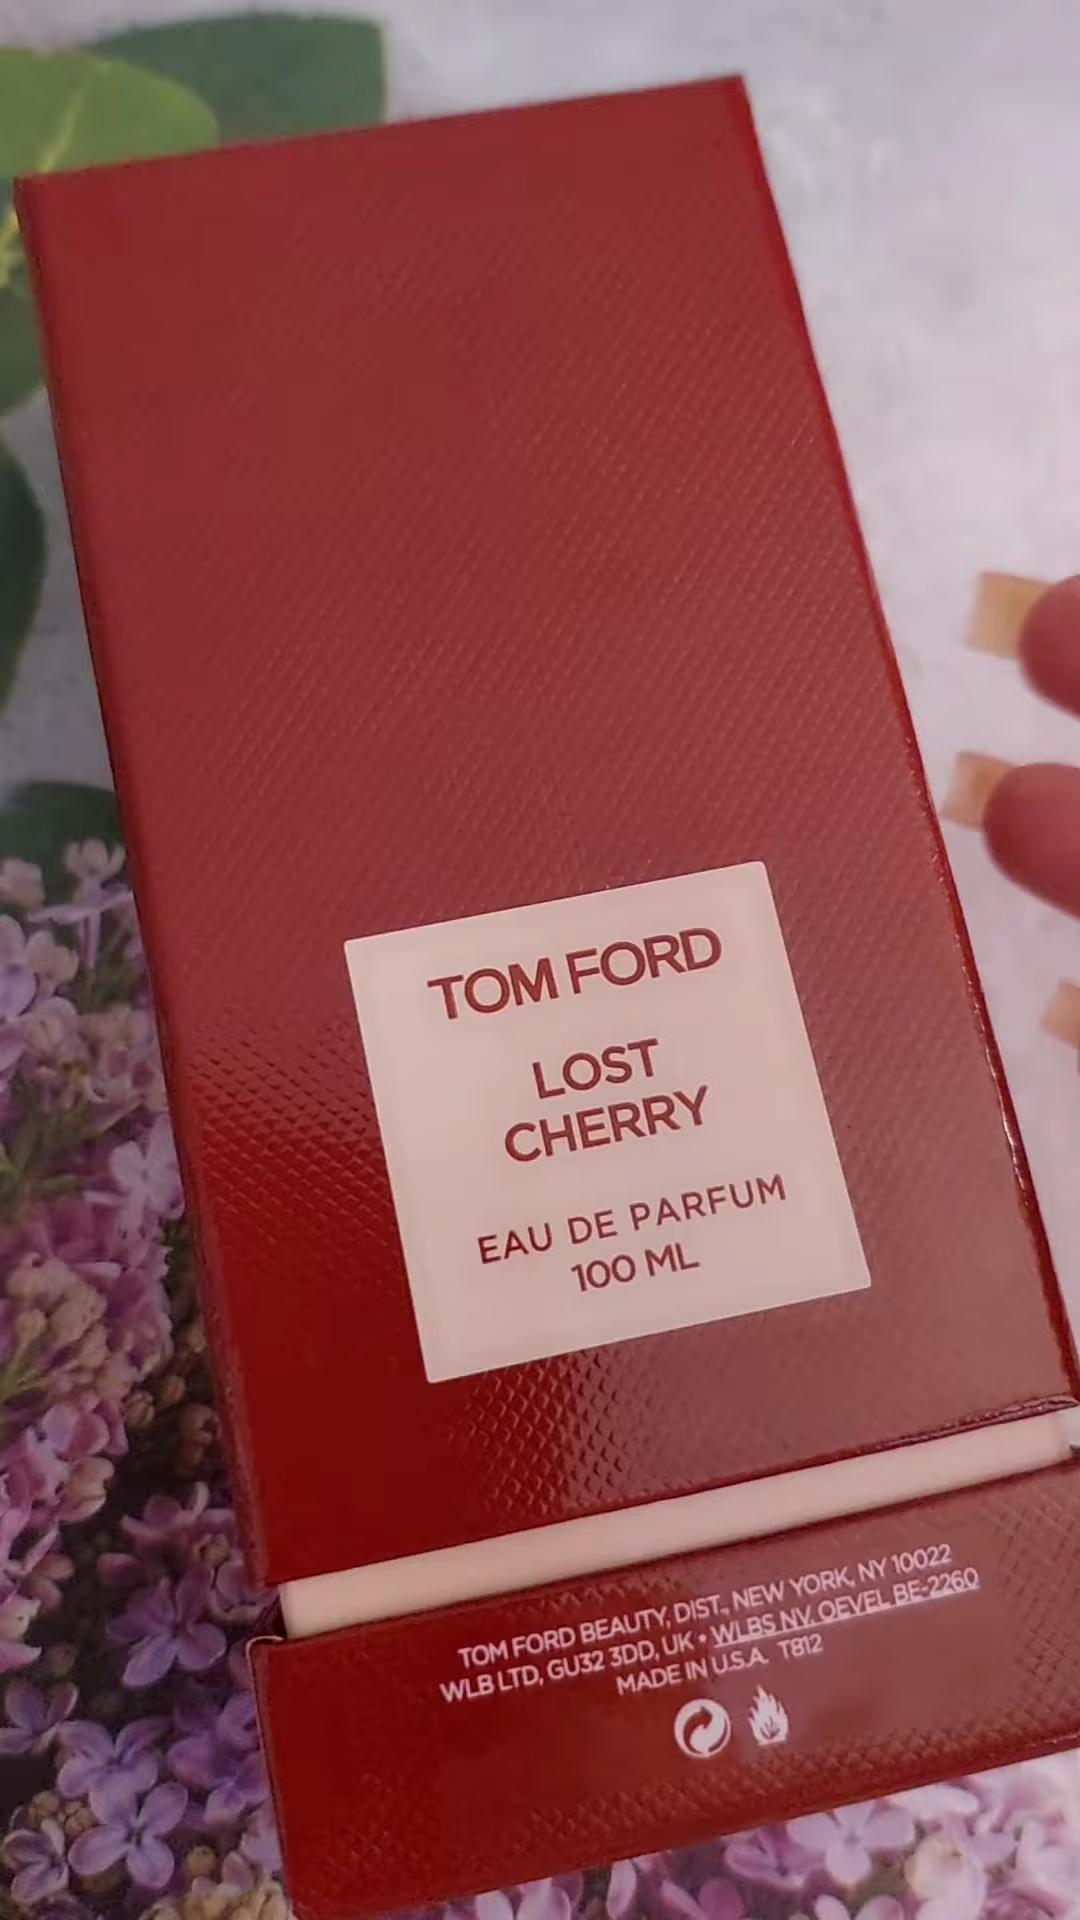 TOM FORD
LOST
CHERRY
EAU DE PARFUM
100 ML
TOM FORD BEAUTY, DIST., NEW YORK, NY 10022
WLB LTD, GU32 3DD, UK • WLBS NV, OEVEL BE-2260
MADE IN U.S.A. T812